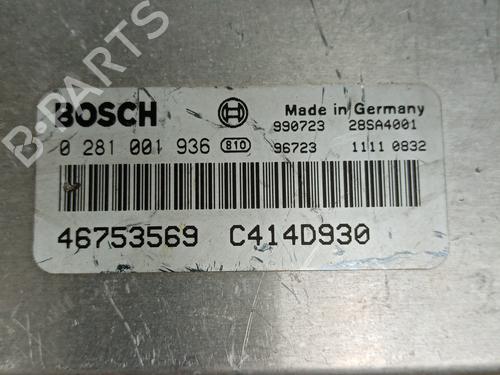 BOSCH Made in Germany
990723 28SA4001
0 281 001 936 810 96723 1111 0832
46753569 C414D930
B-PARTS